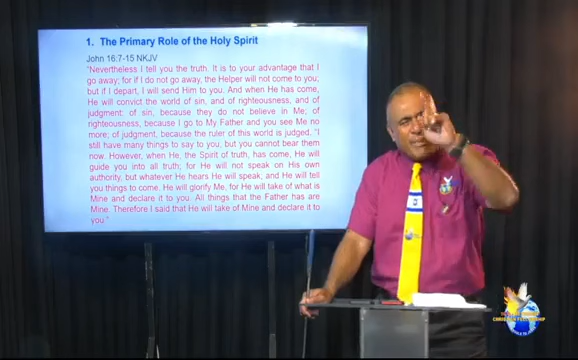 1. The Primary Role of the Holy Spirit
John 16:7-15 NKJV
"Nevertheless I tell you the truth. It is to your advantage that I
go away; for if I do not go away, the Helper will not come to you;
but if I depart, I will send Him to you. And when He has come,
He will convict the world of sin, and of righteousness, and of
judgment: of sin, because they do not believe in Me; of
righteousness, because I go to My Father and you see Me no
more; of judgment, because the ruler of this world is judged. "I
still have many things to say to you, but you cannot bear them
now. However, when He, the Spirit of truth, has come, He will
guide you into all truth; for He will not speak on His own
authority, but whatever He hears He will speak; and He will tell
you things to come. He will glorify Me, for He will take of what is
Mine and declare it to you. All things that the Father has are
Mine. Therefore I said that He will take of Mine and declare it to
you."
CHRISTIAN FELLOWSHIP